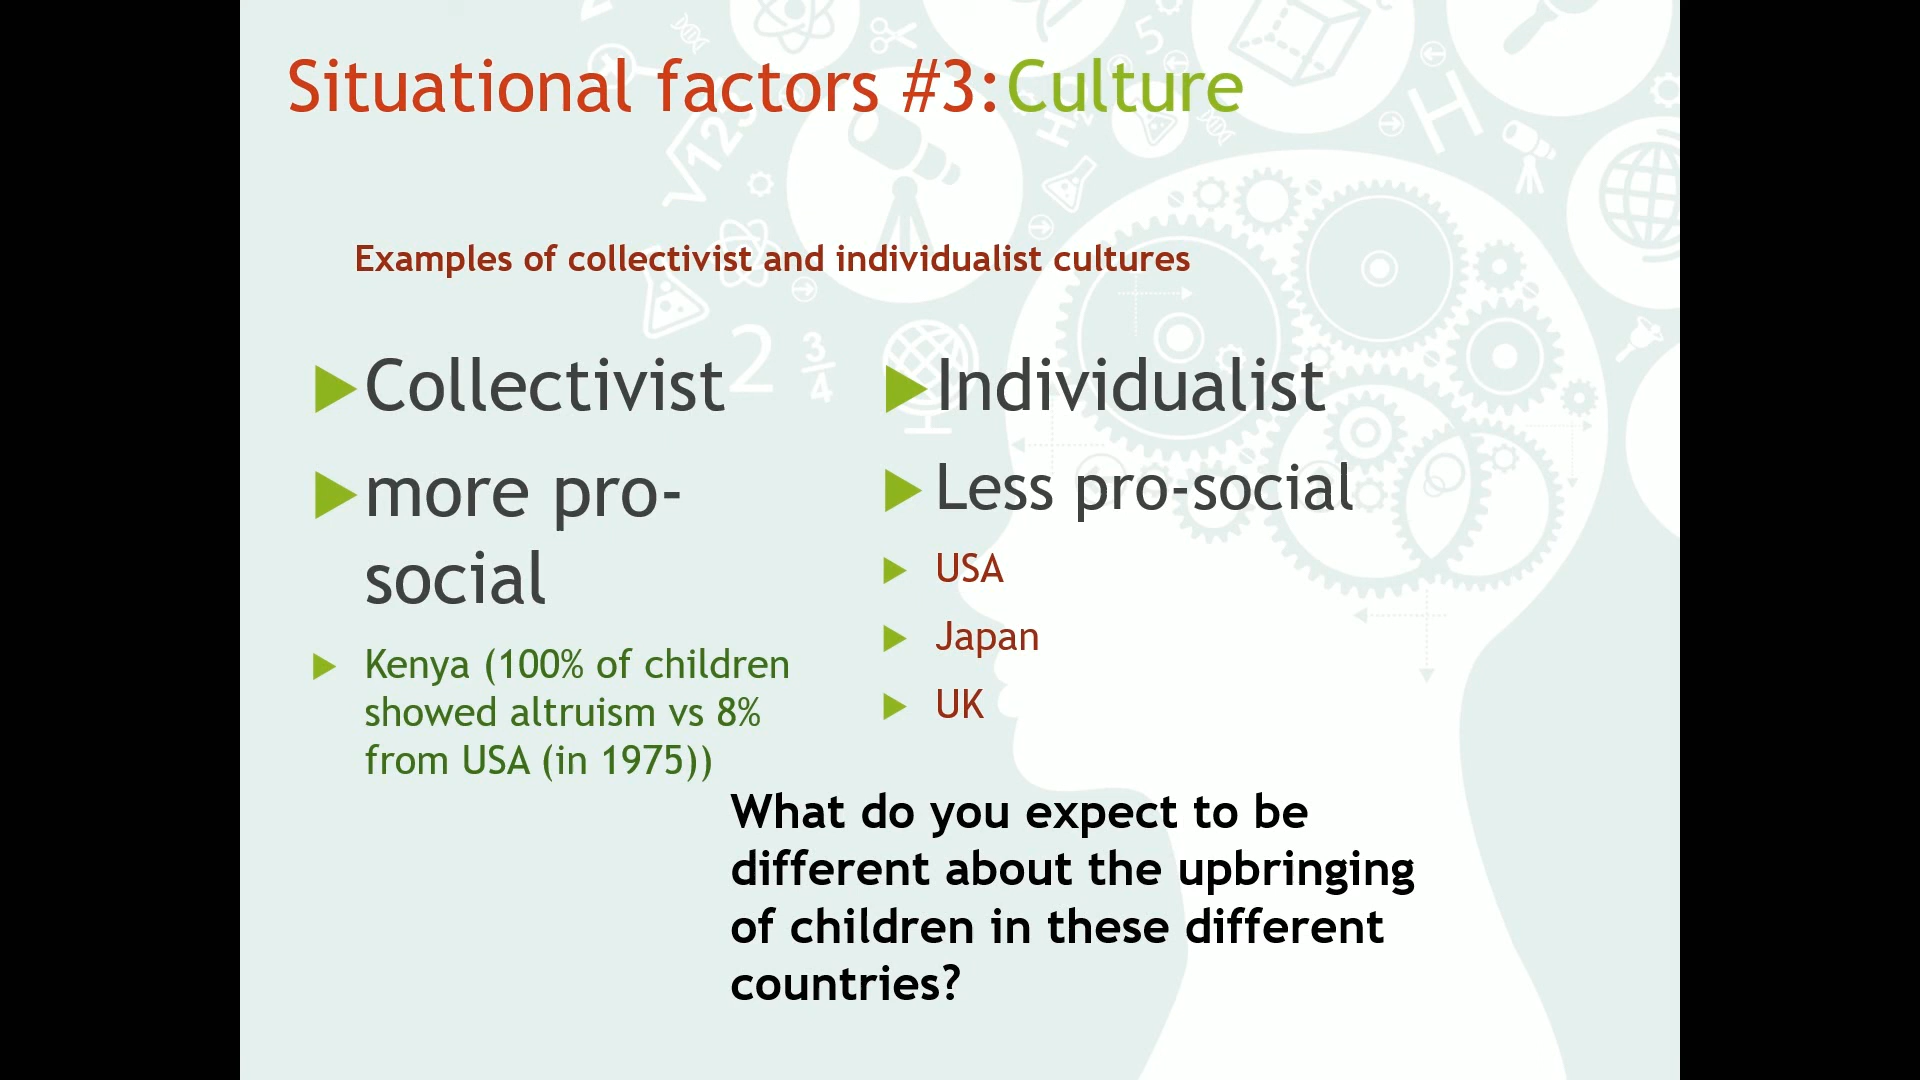 Situational factors #3:Culture
Examples of collectivist and individualist cultures
Collectivist
more pro-
social
Kenya (100% of children
showed altruism vs 8%
from USA (in 1975))
Individualist
Less pro-social
USA
Japan
UK
What do you expect to be
different about the upbringing
of children in these different
countries?